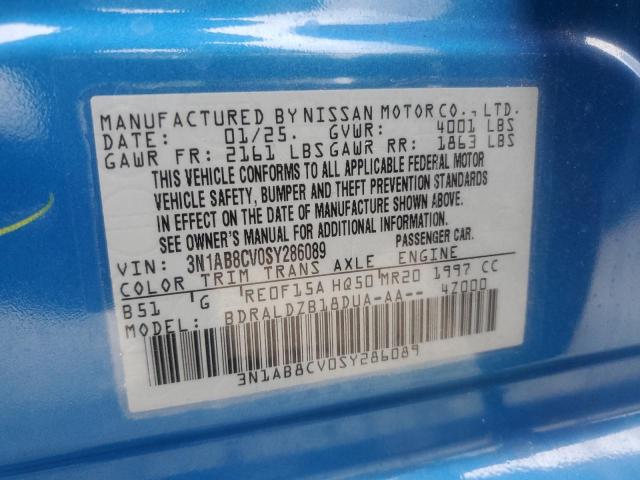 MANUFACTURED BY NISSAN MOTOR CO., LTD.
DATE: 01/25. GVWR: 4001 LBS
GAWR FR: 2161 LBS GAWR RR: 1863 LBS
THIS VEHICLE CONFORMS TO ALL APPLICABLE FEDERAL MOTOR
VEHICLE SAFETY, BUMPER AND THEFT PREVENTION STANDARDS
IN EFFECT ON THE DATE OF MANUFACTURE SHOWN ABOVE.
SEE OWNER'S MANUAL FOR ADDITIONAL INFORMATION.
VIN: 3N1AB8CV0SY286089 PASSENGER CAR.
COLOR TRIM TRANS AXLE ENGINE
B51 G RE0F15A HQ50 MR20 1997 CC
MODEL: BDRALDZB18DUA-AA-- 4Z000
3N1AB8CV0SY286089